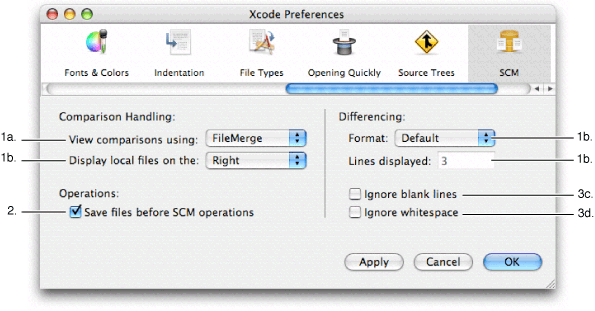 Xcode Preferences
Fonts & Colors Indentation File Types Opening Quickly Source Trees SCM
Comparison Handling: Differencing:
1a. View comparisons using: FileMerge Format: Default 1b.
1b. Display local files on the: Right Lines displayed: 3 1b.
Operations: Ignore blank lines 3c.
2. Save files before SCM operations Ignore whitespace 3d.
Apply Cancel OK